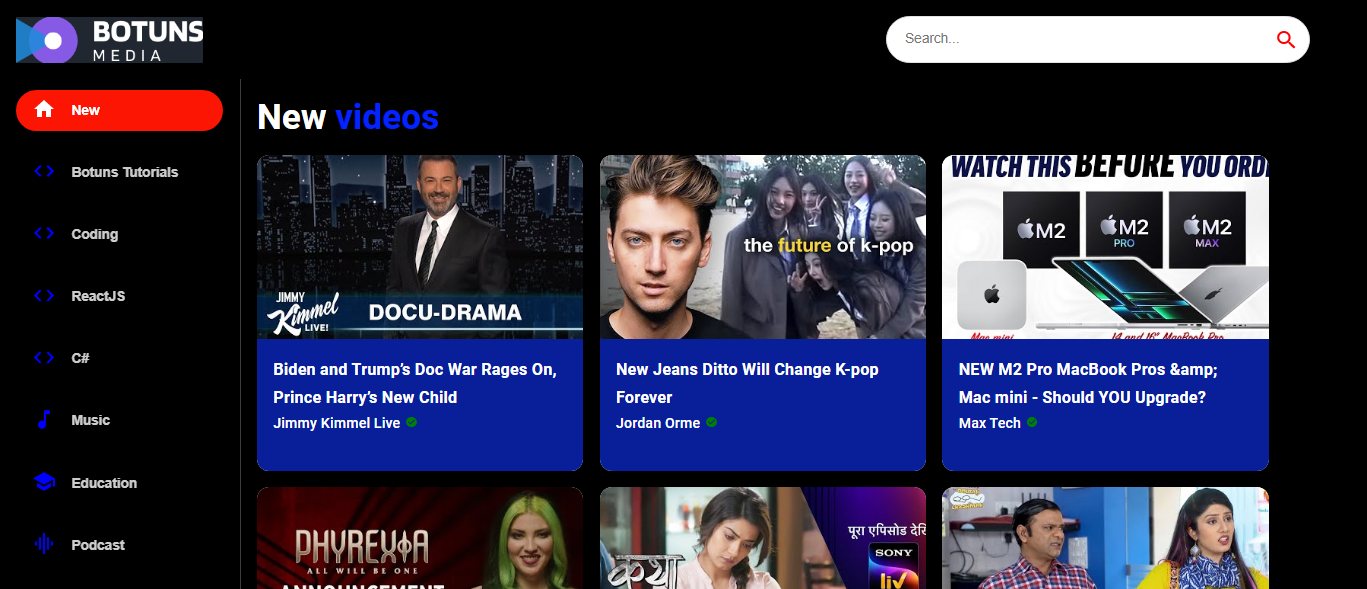 BOTUNS
MEDIA
Search...
New
Botuns Tutorials
Coding
ReactJS
C#
Music
Education
Podcast
New videos
JIMMY
Kimmel
LIVE!
DOCU-DRAMA
Biden and Trump’s Doc War Rages On,
Prince Harry’s New Child
Jimmy Kimmel Live
the future of k-pop
New Jeans Ditto Will Change K-pop
Forever
Jordan Orme
WATCH THIS BEFORE YOU ORD
M2
M2
PRO
M2
MAX
Mac mini
14 and 16" MacBook Pro
NEW M2 Pro MacBook Pros &amp;
Mac mini - Should YOU Upgrade?
Max Tech
PHYREXIA
ALL WILL BE ONE
ANNOUNCEMENT
कथा
पूरा एपिसोड देखि
SONY
liv